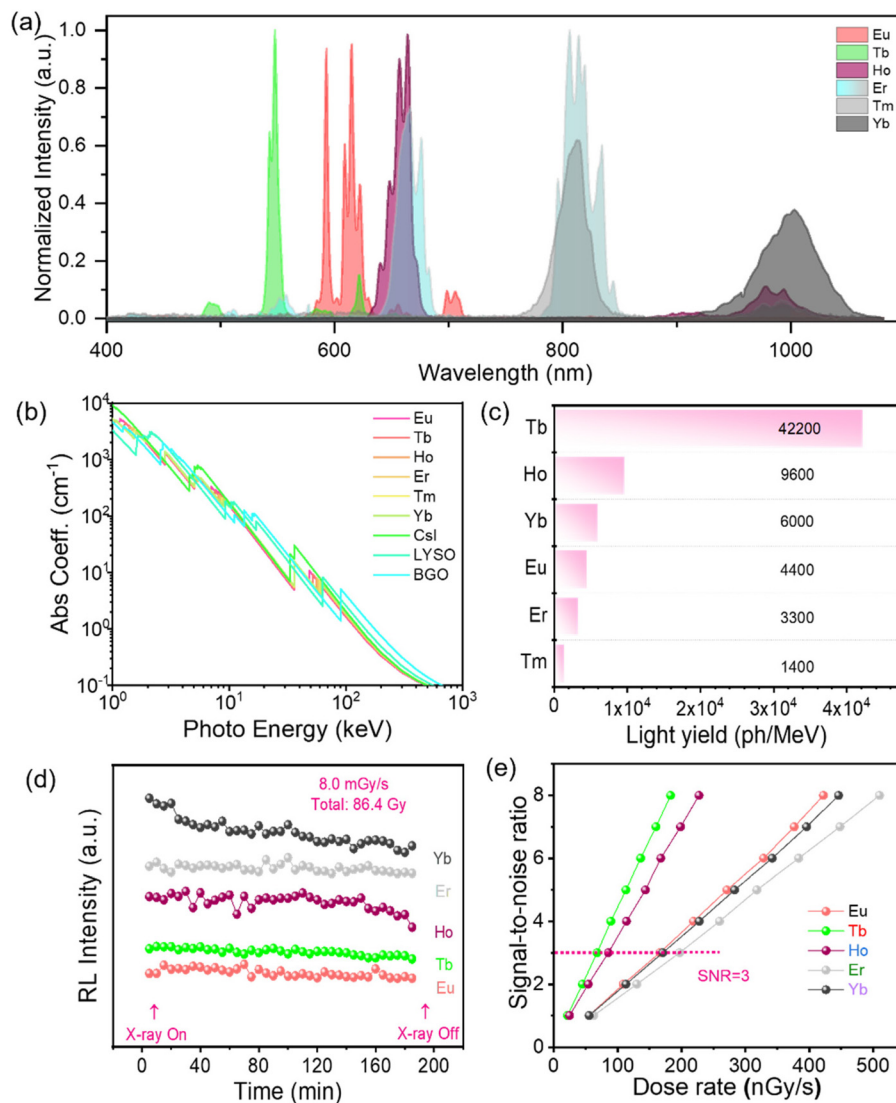 (a)
Normalized Intensity (a.u.)
1.0
0.8
0.6
0.4
0.2
0.0
Eu
Tb
Ho
Er
Tm
Yb
400 600 800 1000
Wavelength (nm)
(b)
Abs Coeff. (cm⁻¹)
10⁴
10³
10²
10¹
10⁰
10⁻¹
Eu
Tb
Ho
Er
Tm
Yb
CsI
LYSO
BGO
10⁰ 10¹ 10² 10³
Photo Energy (keV)
(c)
Tb 42200
Ho 9600
Yb 6000
Eu 4400
Er 3300
Tm 1400
0 1x10⁴ 2x10⁴ 3x10⁴ 4x10⁴
Light yield (ph/MeV)
(d)
RL Intensity (a.u.)
8.0 mGy/s
Total: 86.4 Gy
Yb
Er
Ho
Tb
Eu
↑ ↑
X-ray On X-ray Off
0 40 80 120 160 200
Time (min)
(e)
Signal-to-noise ratio
8
6
4
2
0
Eu
Tb
Ho
Er
Yb
SNR=3
0 100 200 300 400 500
Dose rate (nGy/s)